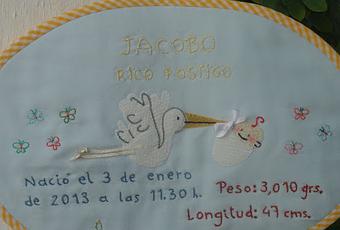 JACOBO
RICO POSTIGO
CICV
Nació el 3 de enero
de 2013 a las 11.30 h.
Peso: 3,010 grs.
Longitud: 47 cms.